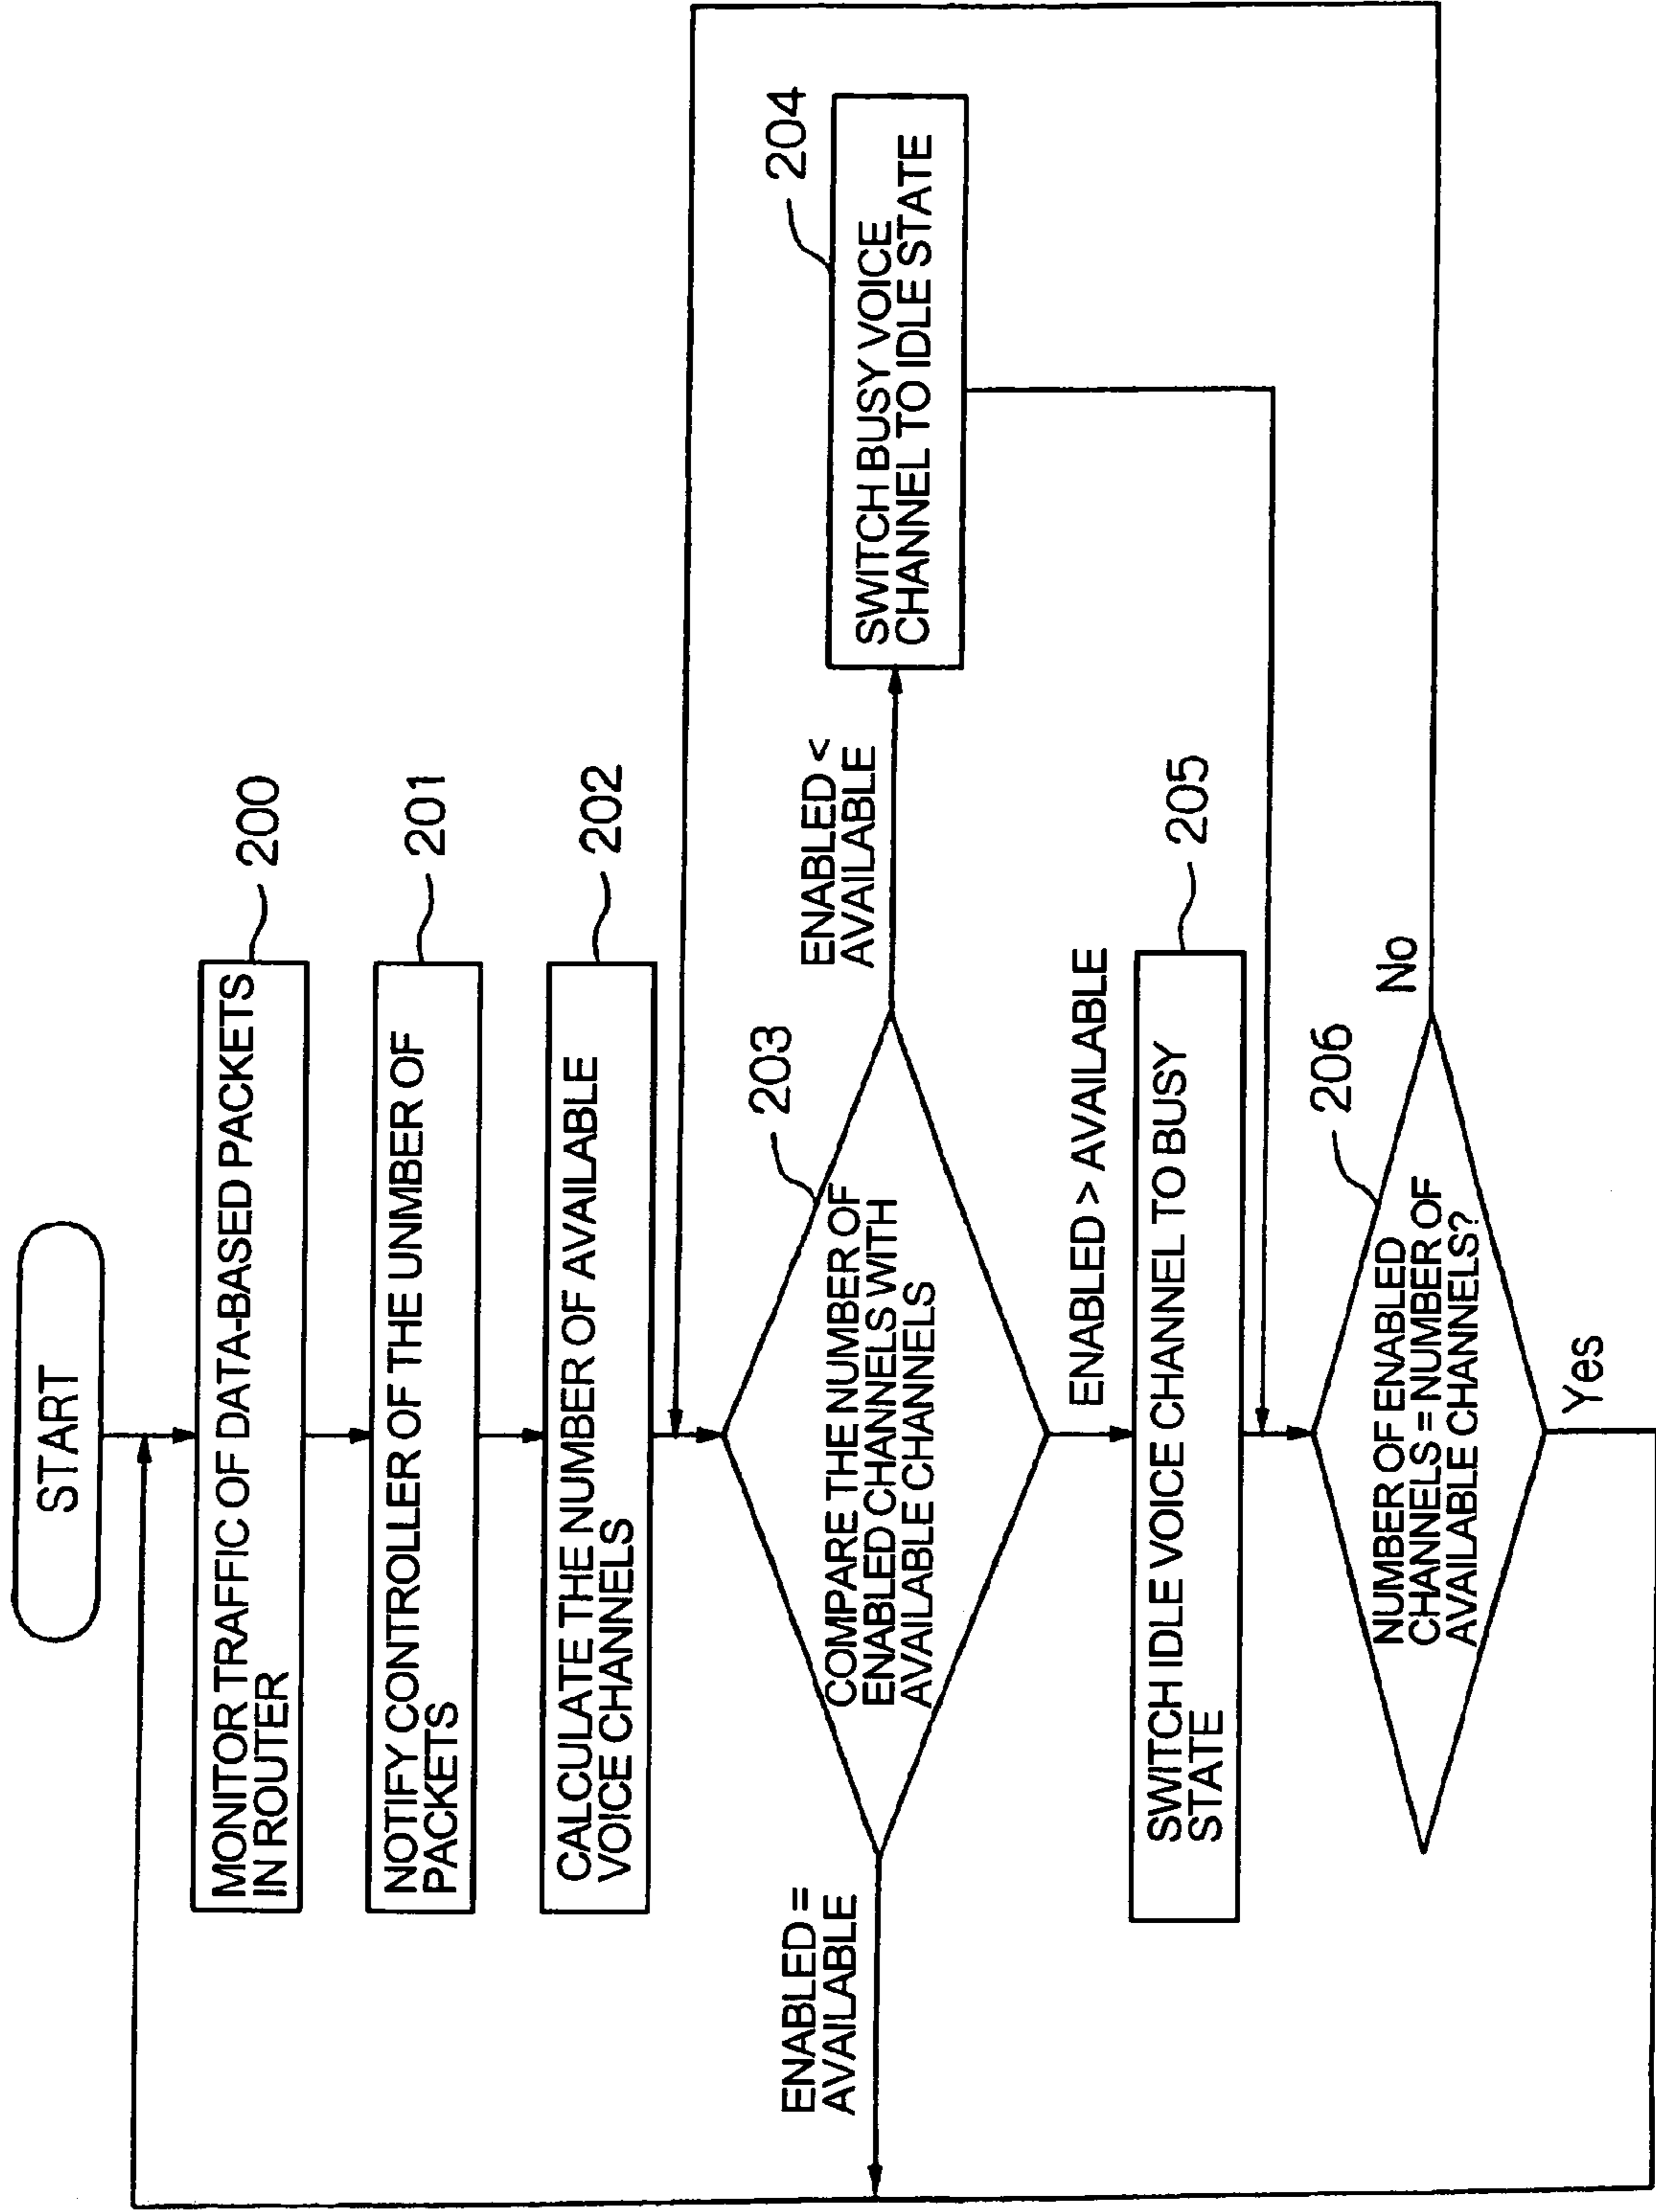 START
200
MONITOR TRAFFIC OF DATA-BASED PACKETS
IN ROUTER
201
NOTIFY CONTROLLER OF THE UNMBER OF
PACKETS
202
CALCULATE THE NUMBER OF AVAILABLE
VOICE CHANNELS
203
COMPARE THE NUMBER OF
ENABLED CHANNELS WITH
AVAILABLE CHANNELS
ENABLED =
AVAILABLE
ENABLED <
AVAILABLE
204
SWITCH BUSY VOICE
CHANNEL TO IDLE STATE
ENABLED > AVAILABLE
205
SWITCH IDLE VOICE CHANNEL TO BUSY
STATE
206
NUMBER OF ENABLED
CHANNELS = NUMBER OF
AVAILABLE CHANNELS?
No
Yes